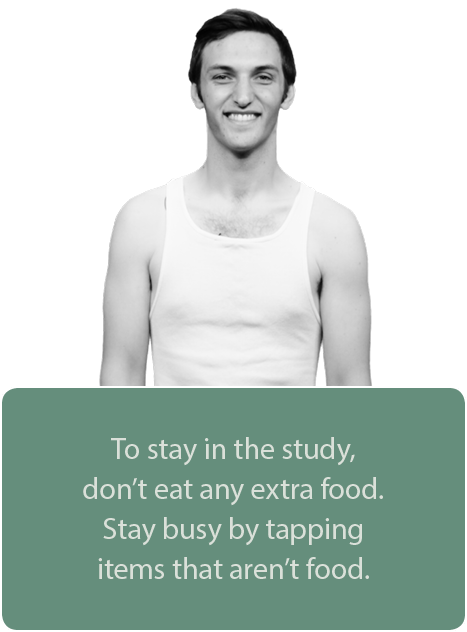 To stay in the study,
don’t eat any extra food.
Stay busy by tapping
items that aren’t food.